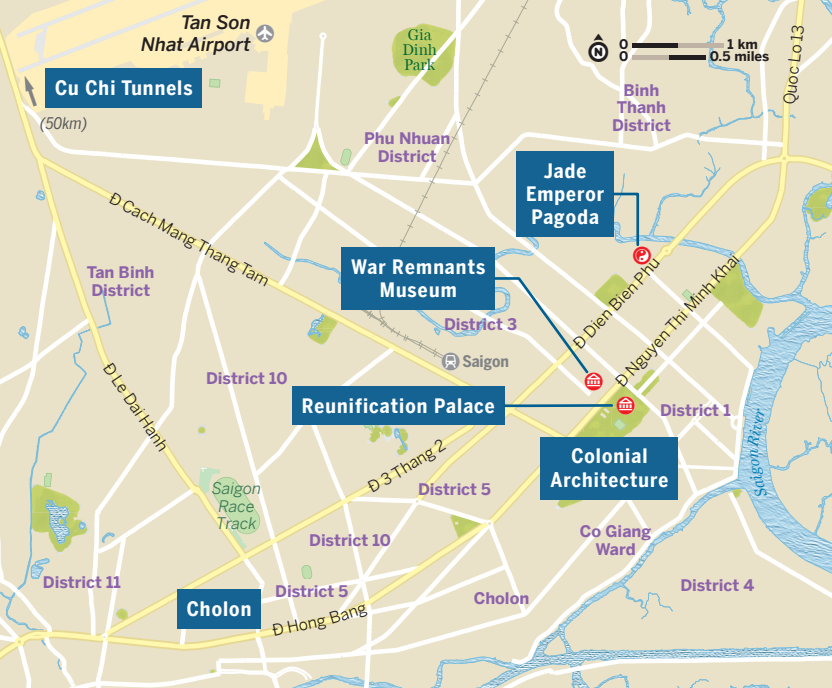 Tan Son
Nhat Airport
Gia
Dinh
Park
N
0 1 km
0 0.5 miles
Quoc Lo 13
Cu Chi Tunnels
(50km)
Binh
Thanh
District
Phu Nhuan
District
Jade
Emperor
Pagoda
Đ Cach Mang Thang Tam
War Remnants
Museum
Tan Binh
District
Đ Dien Bien Phu
Đ Nguyen Thi Minh Khai
District 3
Saigon
District 10
Đ Le Dai Hanh
Reunification Palace
District 1
Saigon River
Colonial
Architecture
Đ 3 Thang 2
District 5
Saigon
Race
Track
District 10
Co Giang
Ward
District 11
District 5
Cholon
Cholon
District 4
Đ Hong Bang